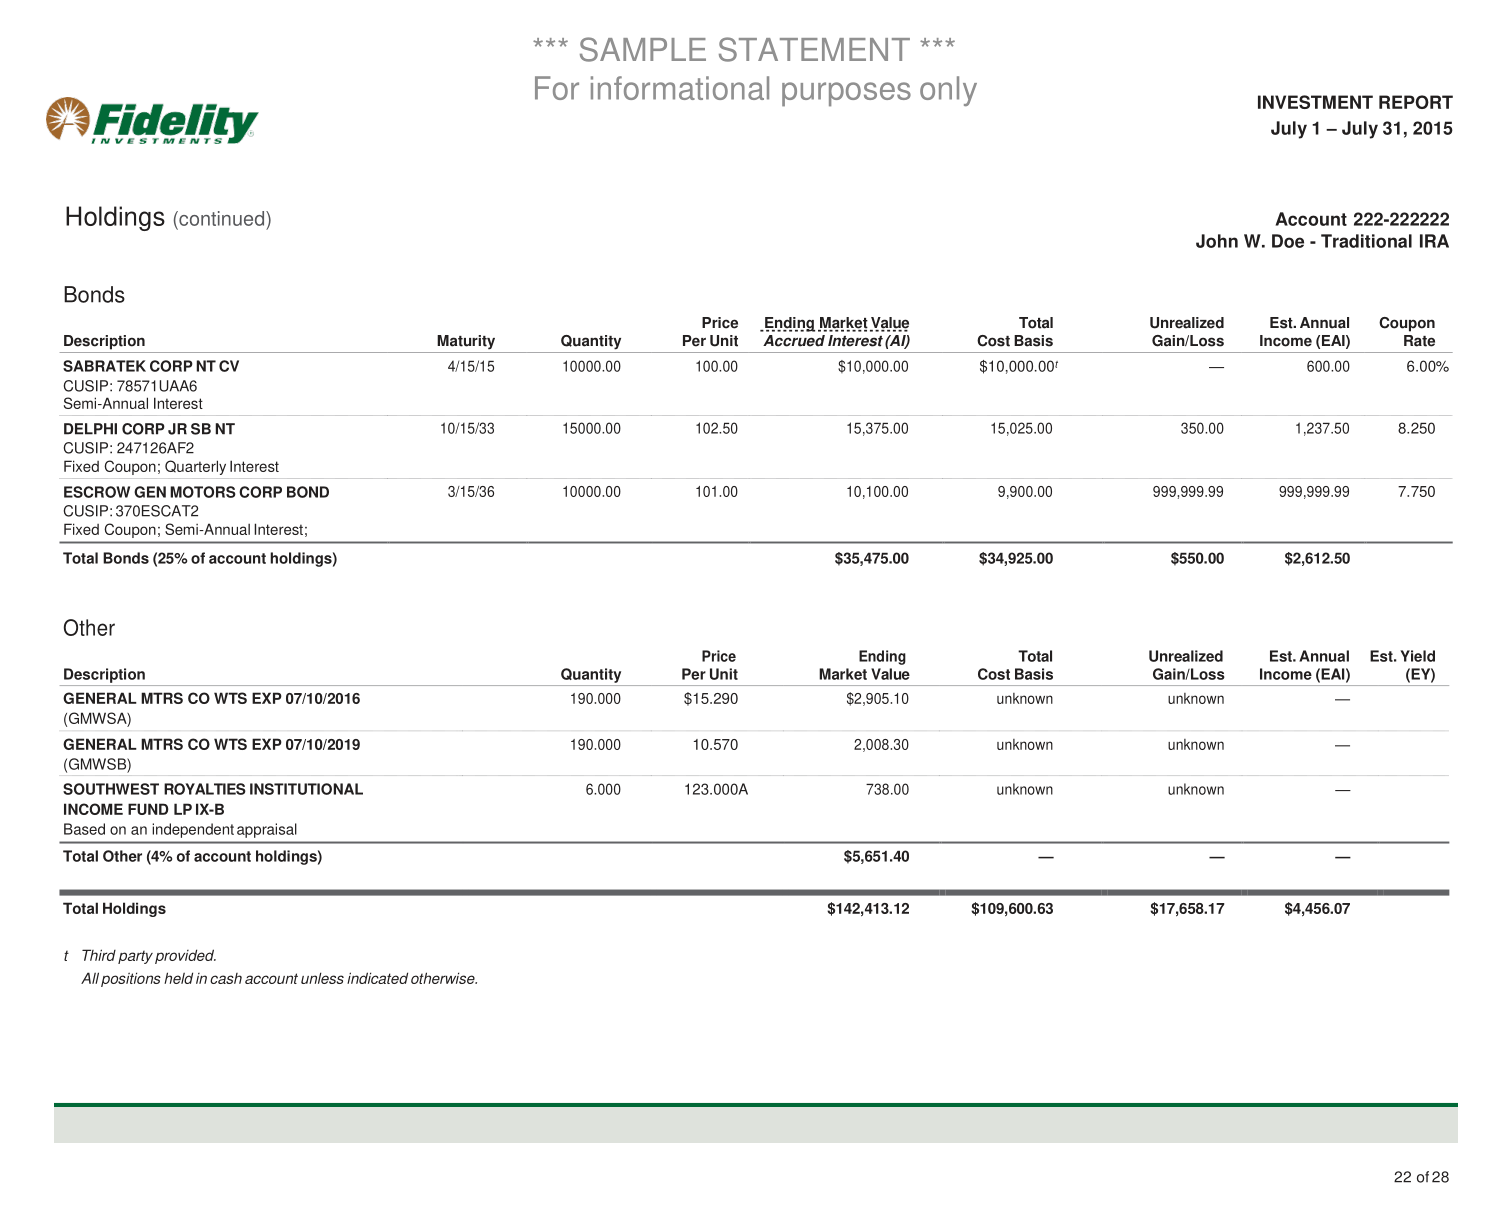 *** SAMPLE STATEMENT ***
For informational purposes only
Fidelity
INVESTMENTS
INVESTMENT REPORT
July 1 – July 31, 2015
Holdings (continued)
Account 222-222222
John W. Doe - Traditional IRA
Bonds
Price Ending Market Value Total Unrealized Est. Annual Coupon
Description Maturity Quantity Per Unit Accrued Interest (AI) Cost Basis Gain/Loss Income (EAI) Rate
SABRATEK CORP NT CV 4/15/15 10000.00 100.00 $10,000.00 $10,000.00t — 600.00 6.00%
CUSIP: 78571UAA6
Semi-Annual Interest
DELPHI CORP JR SB NT 10/15/33 15000.00 102.50 15,375.00 15,025.00 350.00 1,237.50 8.250
CUSIP: 247126AF2
Fixed Coupon; Quarterly Interest
ESCROW GEN MOTORS CORP BOND 3/15/36 10000.00 101.00 10,100.00 9,900.00 999,999.99 999,999.99 7.750
CUSIP: 370ESCAT2
Fixed Coupon; Semi-Annual Interest;
Total Bonds (25% of account holdings) $35,475.00 $34,925.00 $550.00 $2,612.50
Other
Price Ending Total Unrealized Est. Annual Est. Yield
Description Quantity Per Unit Market Value Cost Basis Gain/Loss Income (EAI) (EY)
GENERAL MTRS CO WTS EXP 07/10/2016 190.000 $15.290 $2,905.10 unknown unknown —
(GMWSA)
GENERAL MTRS CO WTS EXP 07/10/2019 190.000 10.570 2,008.30 unknown unknown —
(GMWSB)
SOUTHWEST ROYALTIES INSTITUTIONAL 6.000 123.000A 738.00 unknown unknown —
INCOME FUND LP IX-B
Based on an independent appraisal
Total Other (4% of account holdings) $5,651.40 — — —
Total Holdings $142,413.12 $109,600.63 $17,658.17 $4,456.07
t Third party provided.
All positions held in cash account unless indicated otherwise.
22 of 28